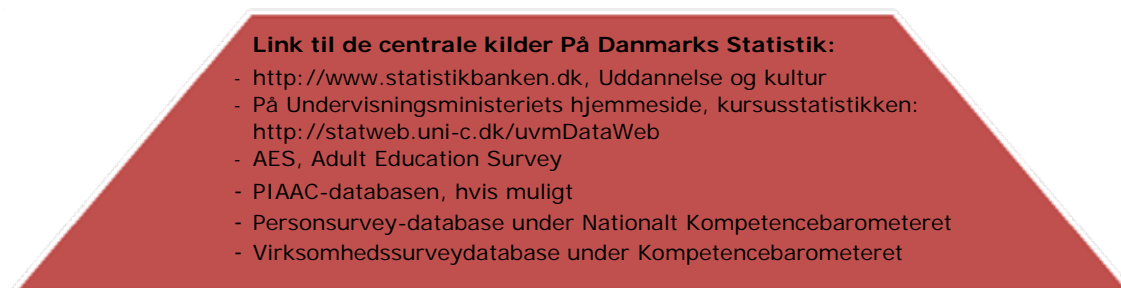 Link til de centrale kilder På Danmarks Statistik:
- http://www.statistikbanken.dk, Uddannelse og kultur
- På Undervisningsministeriets hjemmeside, kursusstatistikken:
http://statweb.uni-c.dk/uvmDataWeb
- AES, Adult Education Survey
- PIAAC-databasen, hvis muligt
- Personsurvey-database under Nationalt Kompetencebarometeret
- Virksomhedssurveydatabase under Kompetencebarometeret